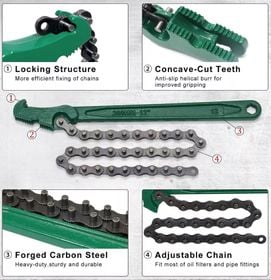 ① Locking Structure
More efficient fixing of chains
② Concave-Cut Teeth
Anti-slip helical burr for
improved gripping
①
②
③
④
③ Forged Carbon Steel
Heavy-duty,sturdy and durable
④ Adjustable Chain
Fit most of oil filters and pipe fittings